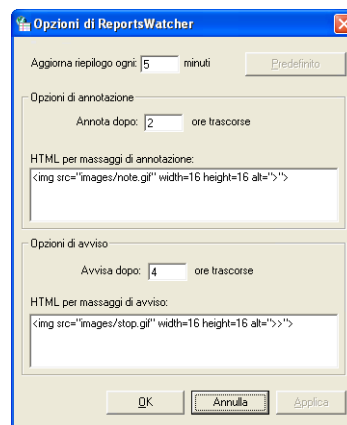 Opzioni di ReportsWatcher
Aggiorna riepilogo ogni: 5 minuti Predefinito
Opzioni di annotazione
Annota dopo: 2 ore trascorse
HTML per massaggi di annotazione:
<img src="images/note.gif" width=16 height=16 alt=">">
Opzioni di avviso
Avvisa dopo: 4 ore trascorse
HTML per massaggi di avviso:
<img src="images/stop.gif" width=16 height=16 alt=">>">
OK Annulla Applica